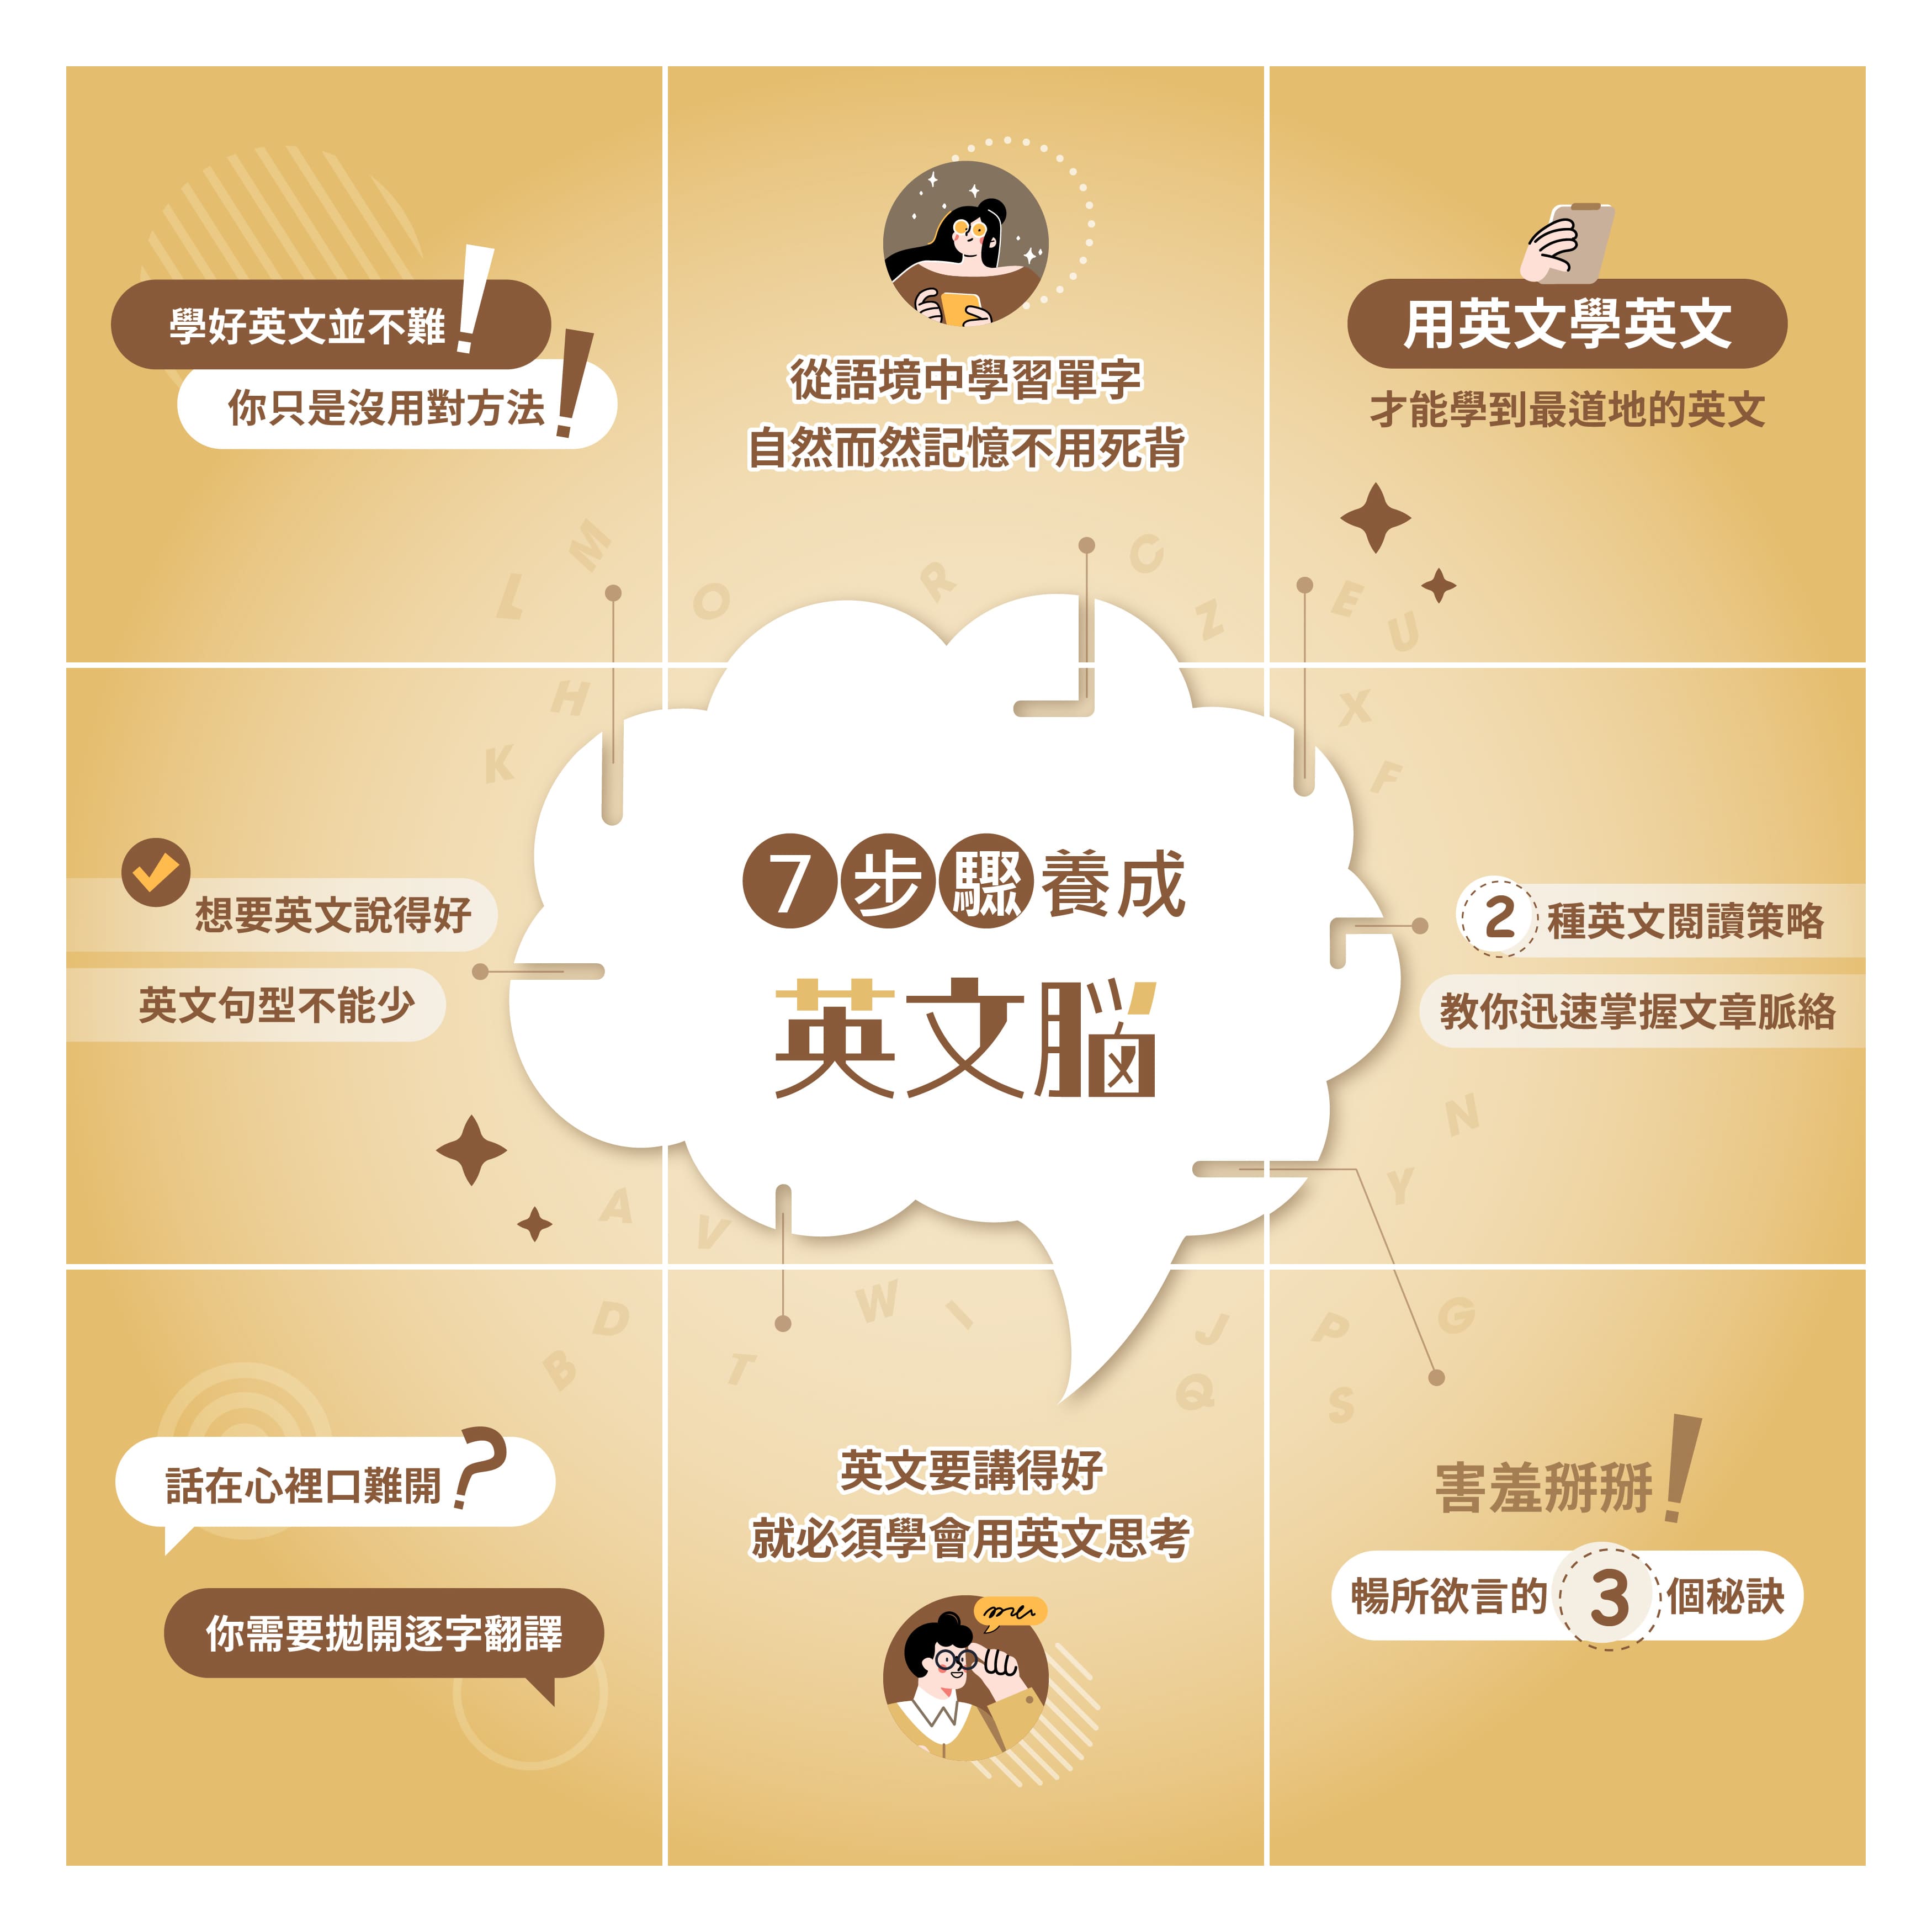 學好英文並不難!
你只是沒用對方法!
從語境中學習單字
自然而然記憶不用死背
用英文學英文
才能學到最道地的英文
M
L
O
R
C
Z
E
U
H
K
X
F
7步驟養成
英文腦
想要英文說得好
英文句型不能少
2種英文閱讀策略
教你迅速掌握文章脈絡
N
Y
A
V
D
B
W
I
T
J
Q
P
G
S
話在心裡口難開?
你需要拋開逐字翻譯
英文要講得好
就必須學會用英文思考
害羞掰掰!
暢所欲言的3個秘訣